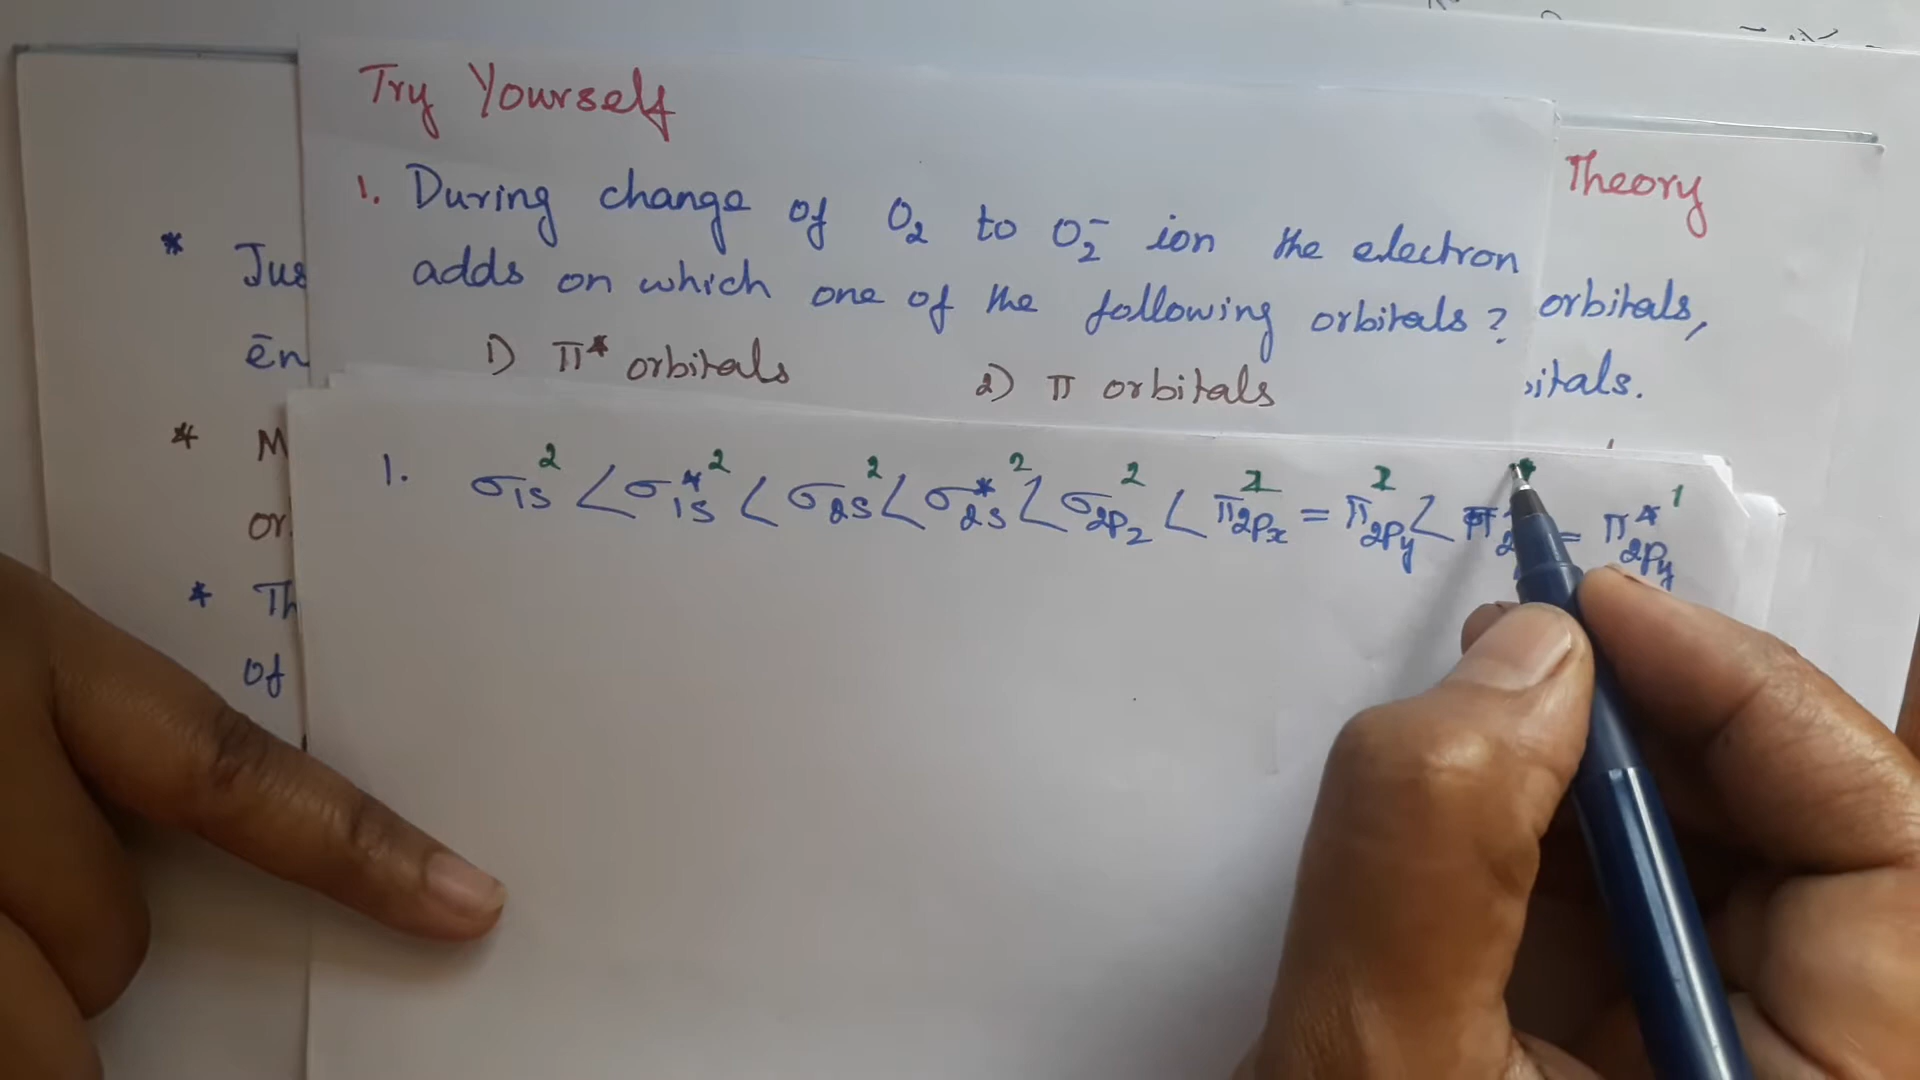 Try Yourself
1. During change of O₂ to O₂⁻ ion the electron
adds on which one of the following orbitals?
1) π* orbitals 2) π orbitals
1. σ1s² < σ*1s² < σ2s² < σ*2s² < σ2pz² < π2px² = π2py² < π*2 = π*2py¹
Theory
orbitals,
itals.
* Jus
en
* M
or
* Th
of